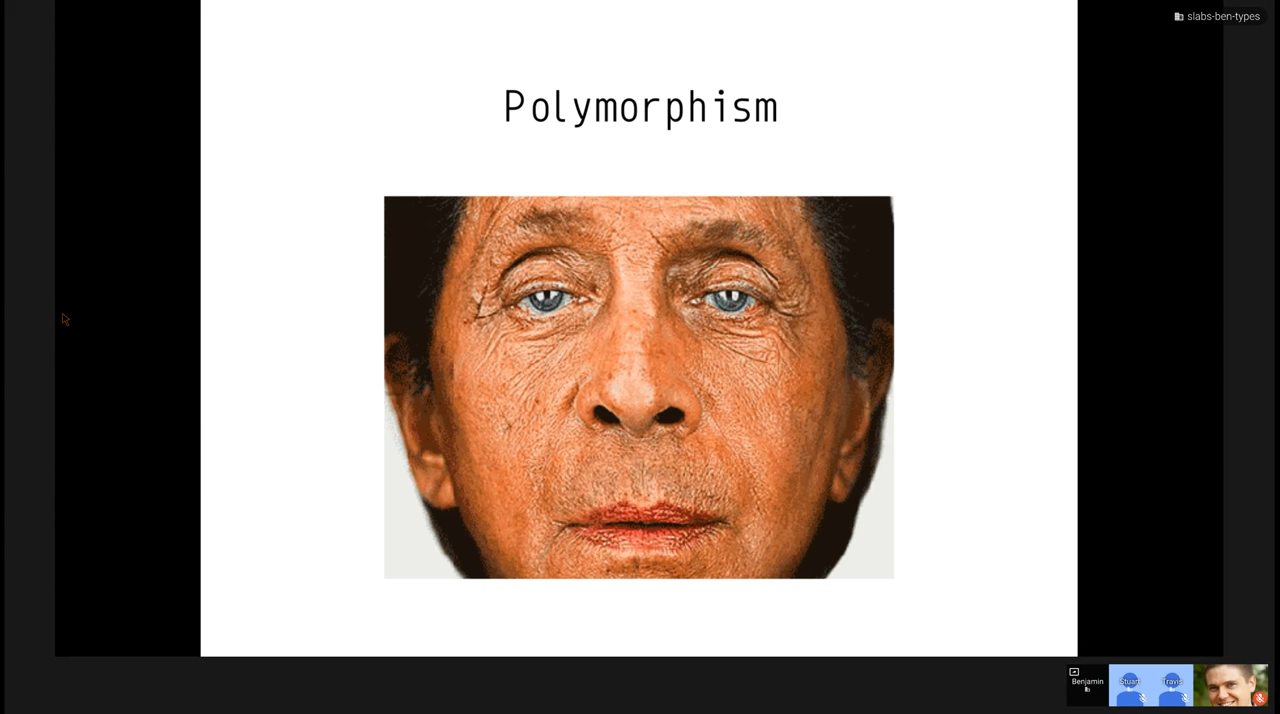 slabs-ben-types
Polymorphism
Benjamin
Stuart
Travis